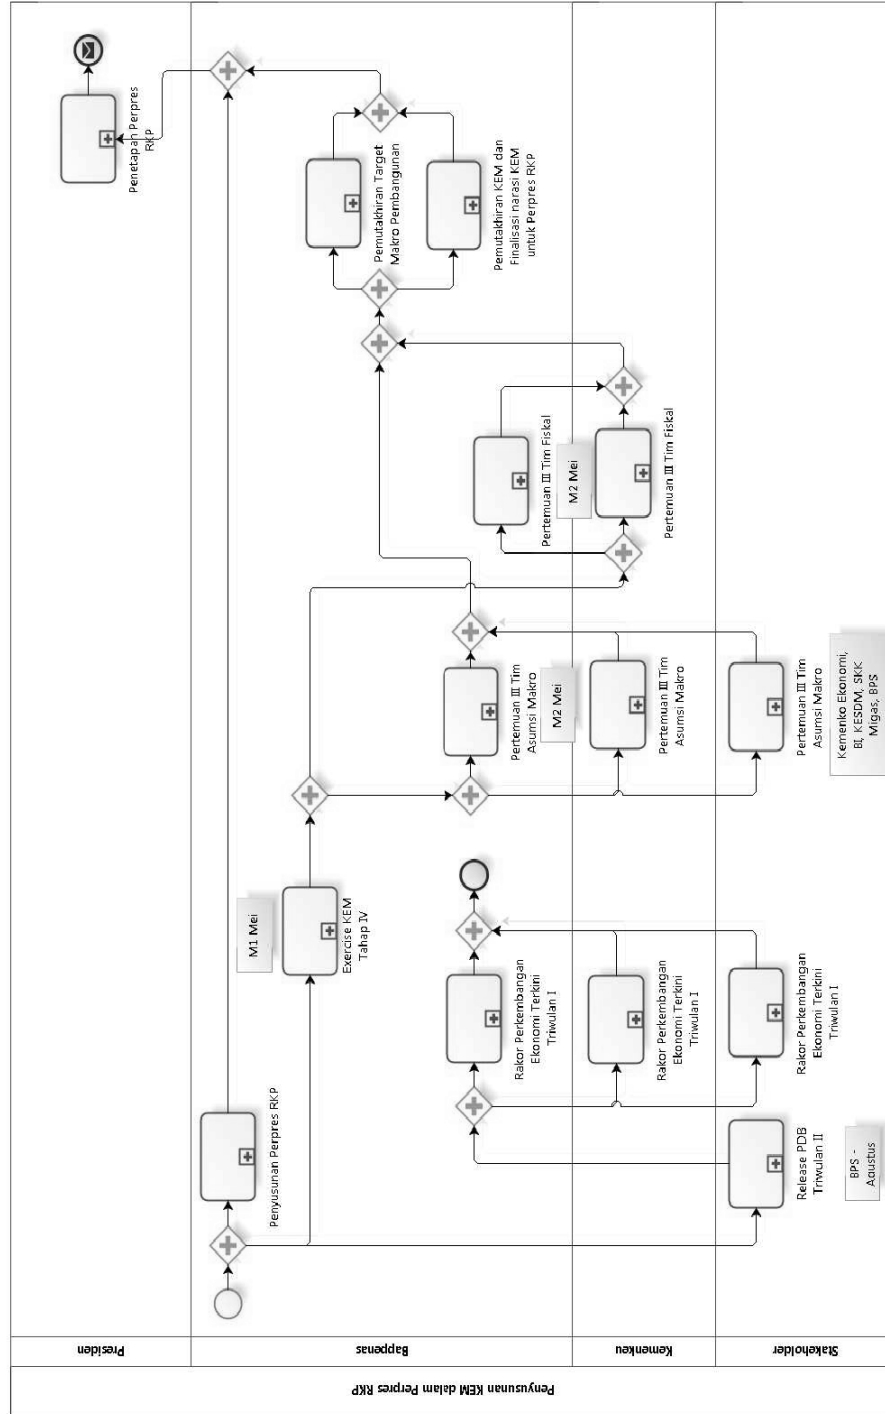 Penyusunan KEM dalam Perpres RKP
Presiden
Bappenas
Kemenkeu
Stakeholder
Penetapan Perpres
RKP
Penyusunan Perpres RKP
M1 Mei
Exercise KEM
Tahap IV
Pemutakhiran Target
Makro Pembangunan
Pemutakhiran KEM dan
Finalisasi narasi KEM
untuk Perpres RKP
Rakor Perkembangan
Ekonomi Terkini
Triwulan I
Pertemuan III Tim
Asumsi Makro
M2 Mei
Pertemuan III Tim Fiskal
M2 Mei
Rakor Perkembangan
Ekonomi Terkini
Triwulan I
Pertemuan III Tim
Asumsi Makro
Pertemuan III Tim Fiskal
Release PDB
Triwulan II
BPS -
Agustus
Rakor Perkembangan
Ekonomi Terkini
Triwulan I
Pertemuan III Tim
Asumsi Makro
Kemenko Ekonomi,
BI, KESDM, SKK
Migas, BPS